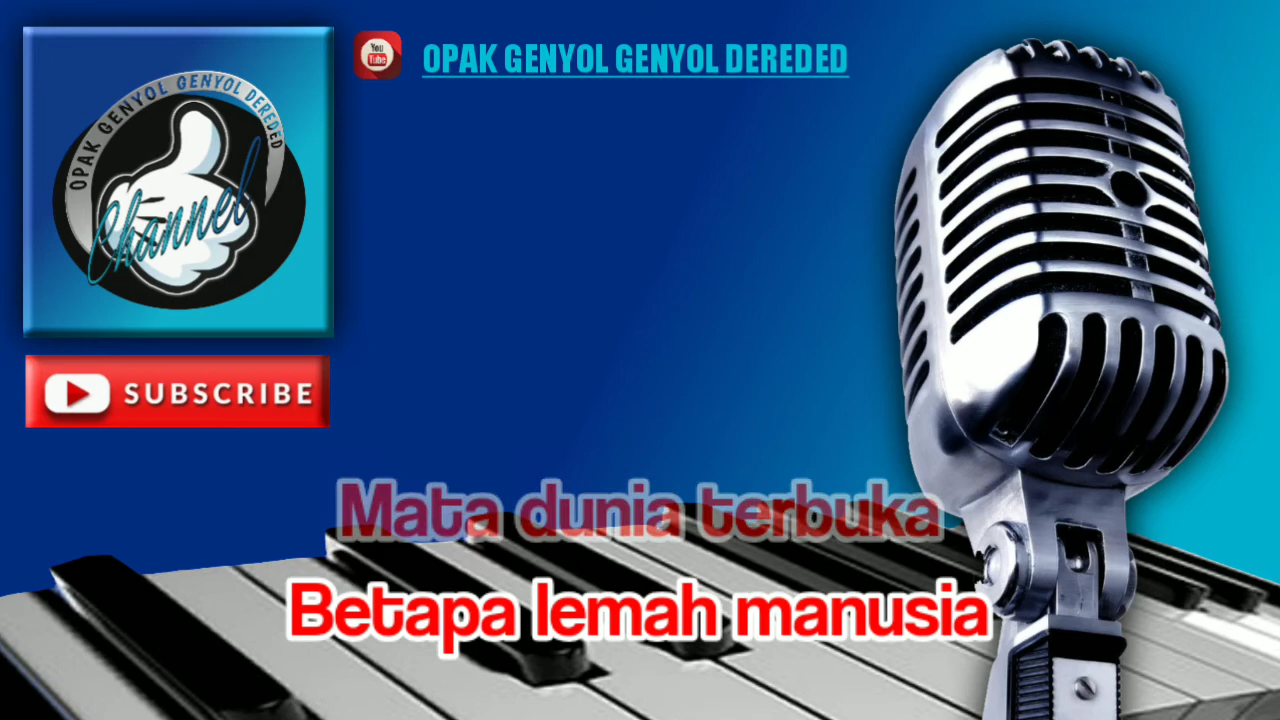 OPAK GENYOL GENYOL DEREDED
Channel
SUBSCRIBE
You
Tube
OPAK GENYOL GENYOL DEREDED
Mata dunia terbuka
Betapa lemah manusia